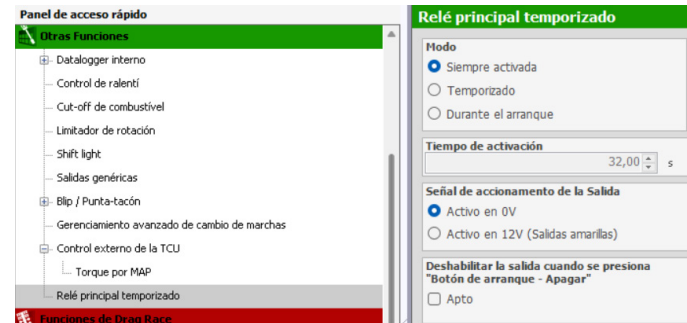 Panel de acceso rápido
Otras Funciones
Datalogger interno
Control de ralentí
Cut-off de combustível
Limitador de rotación
Shift light
Salidas genéricas
Blip / Punta-tacón
Gerenciamiento avanzado de cambio de marchas
Control externo de la TCU
Torque por MAP
Relé principal temporizado
Funciones de Drag Race
Relé principal temporizado
Modo
Siempre activada
Temporizado
Durante el arranque
Tiempo de activación
32,00 s
Señal de accionamento de la Salida
Activo en 0V
Activo en 12V (Salidas amarillas)
Deshabilitar la salida cuando se presiona
"Botón de arranque - Apagar"
Apto